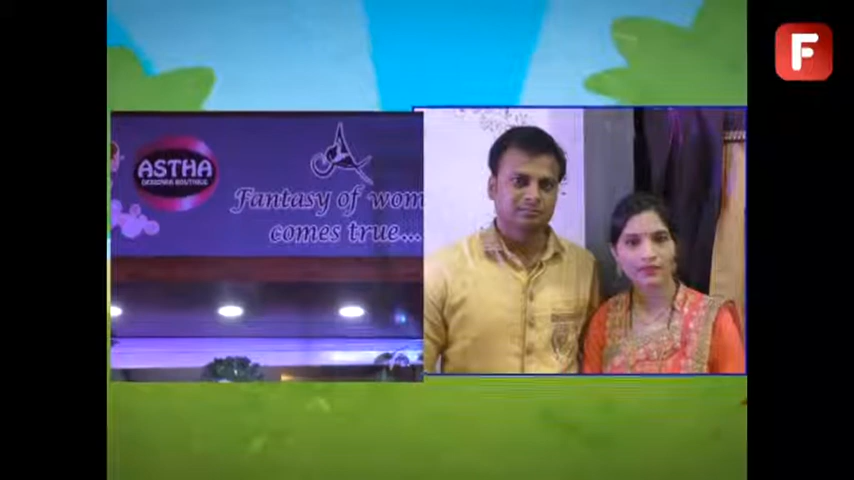 ASTHA
DESIGNER BOUTIQUE
Fantasy of wom
comes true...
F